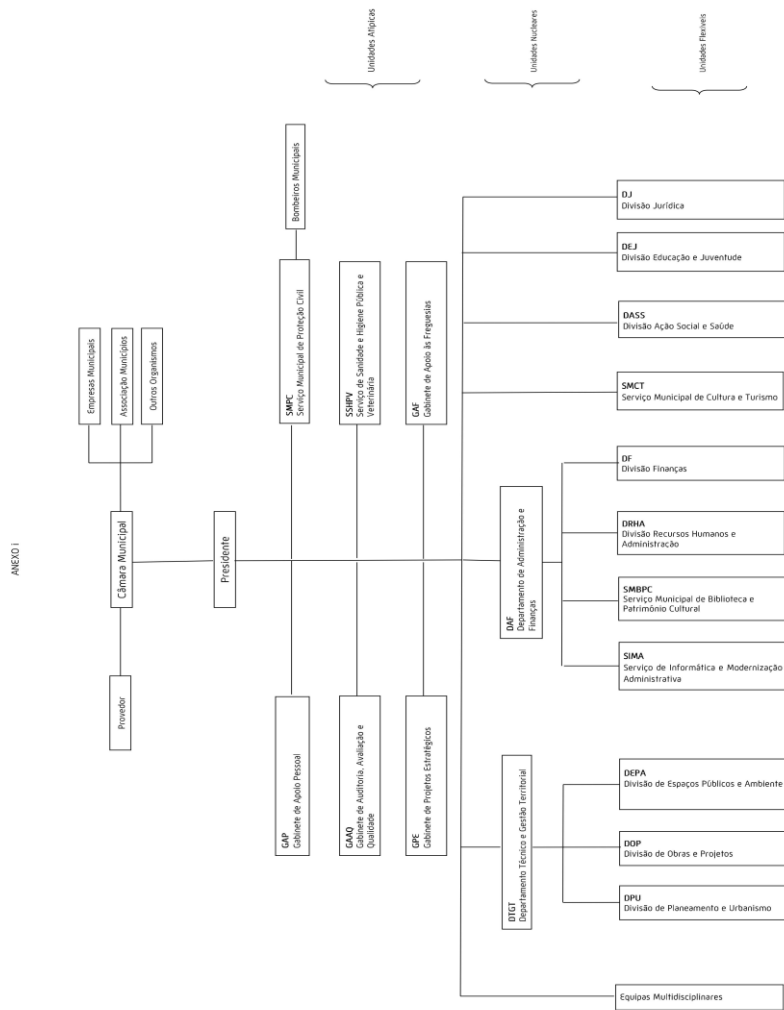 ANEXO i
Unidades Atípicas
Unidades Nucleares
Unidades Flexíveis
Empresas Municipais
Associação Municípios
Outros Organismos
Câmara Municipal
Provedor
Presidente
Bombeiros Municipais
SMPC
Serviço Municipal de Proteção Civil
SSHPV
Serviço de Sanidade e Higiene Pública e
Veterinária
GAF
Gabinete de Apoio às Freguesias
GAP
Gabinete de Apoio Pessoal
GAAQ
Gabinete de Auditoria, Avaliação e
Qualidade
GPE
Gabinete de Projetos Estratégicos
DAF
Departamento de Administração e
Finanças
DTGT
Departamento Técnico e Gestão Territorial
DJ
Divisão Jurídica
DEJ
Divisão Educação e Juventude
DASS
Divisão Ação Social e Saúde
SMCT
Serviço Municipal de Cultura e Turismo
DF
Divisão Finanças
DRHA
Divisão Recursos Humanos e
Administração
SMBPC
Serviço Municipal de Biblioteca e
Património Cultural
SIMA
Serviço de Informática e Modernização
Administrativa
DEPA
Divisão de Espaços Públicos e Ambiente
DOP
Divisão de Obras e Projetos
DPU
Divisão de Planeamento e Urbanismo
Equipas Multidisciplinares